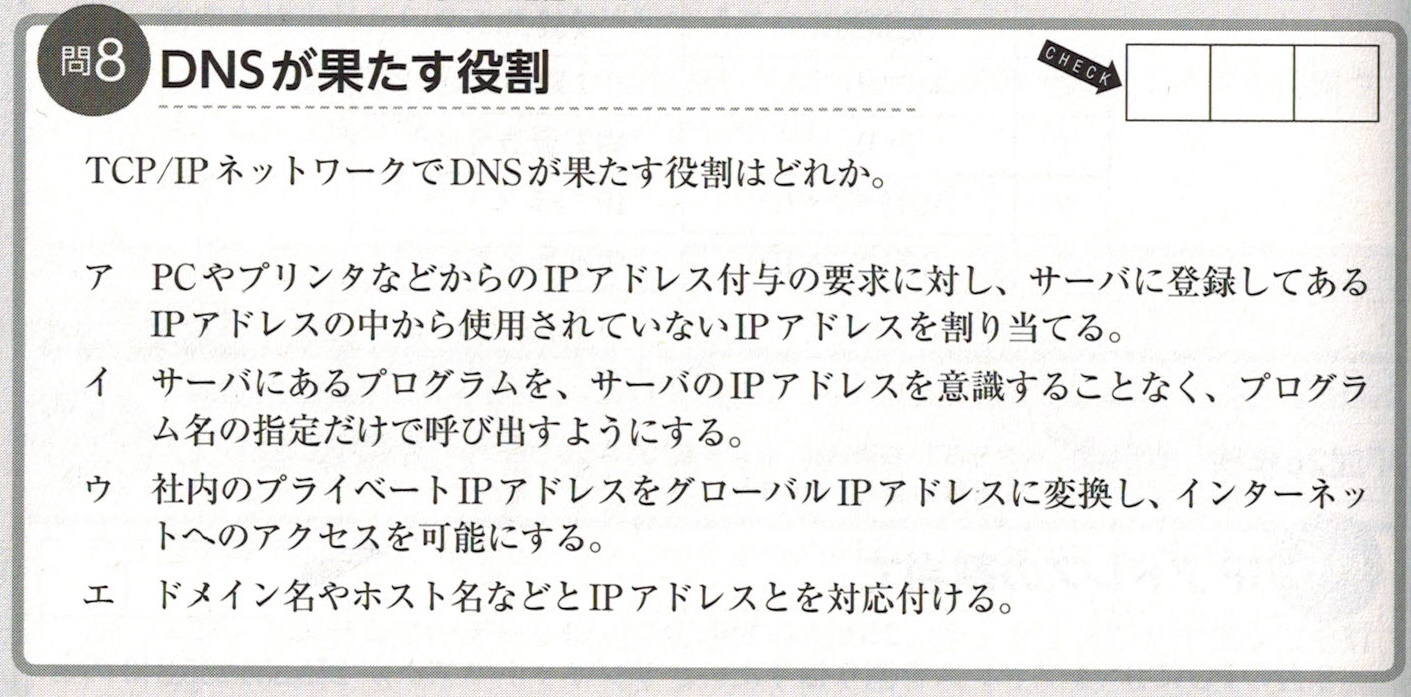 問8 DNSが果たす役割
CHECK
TCP/IPネットワークでDNSが果たす役割はどれか。
ア PCやプリンタなどからのIPアドレス付与の要求に対し、サーバに登録してある
IPアドレスの中から使用されていないIPアドレスを割り当てる。
イ サーバにあるプログラムを、サーバのIPアドレスを意識することなく、プログラ
ム名の指定だけで呼び出すようにする。
ウ 社内のプライベートIPアドレスをグローバルIPアドレスに変換し、インターネッ
トへのアクセスを可能にする。
エ ドメイン名やホスト名などとIPアドレスとを対応付ける。